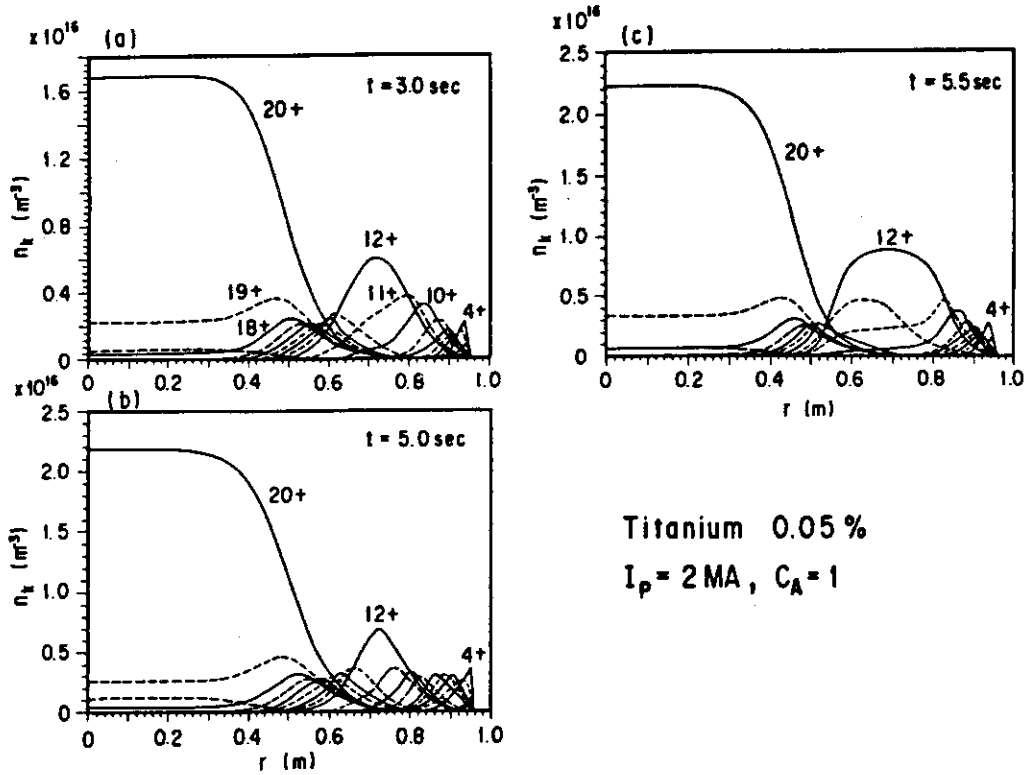 x10¹⁶ (a)
t = 3.0 sec
20+
12+
11+
10+
4+
19+
18+
nₖ (m⁻³)
1.6
1.2
0.8
0.4
0
0 0.2 0.4 0.6 0.8 1.0
r (m)
x10¹⁶ (b)
t = 5.0 sec
20+
12+
4+
nₖ (m⁻³)
2.5
2.0
1.5
1.0
0.5
0
0 0.2 0.4 0.6 0.8 1.0
r (m)
x10¹⁶ (c)
t = 5.5 sec
20+
12+
4+
nₖ (m⁻³)
2.5
2.0
1.5
1.0
0.5
0
0 0.2 0.4 0.6 0.8 1.0
r (m)
Titanium 0.05 %
Iₚ = 2 MA, C_A = 1